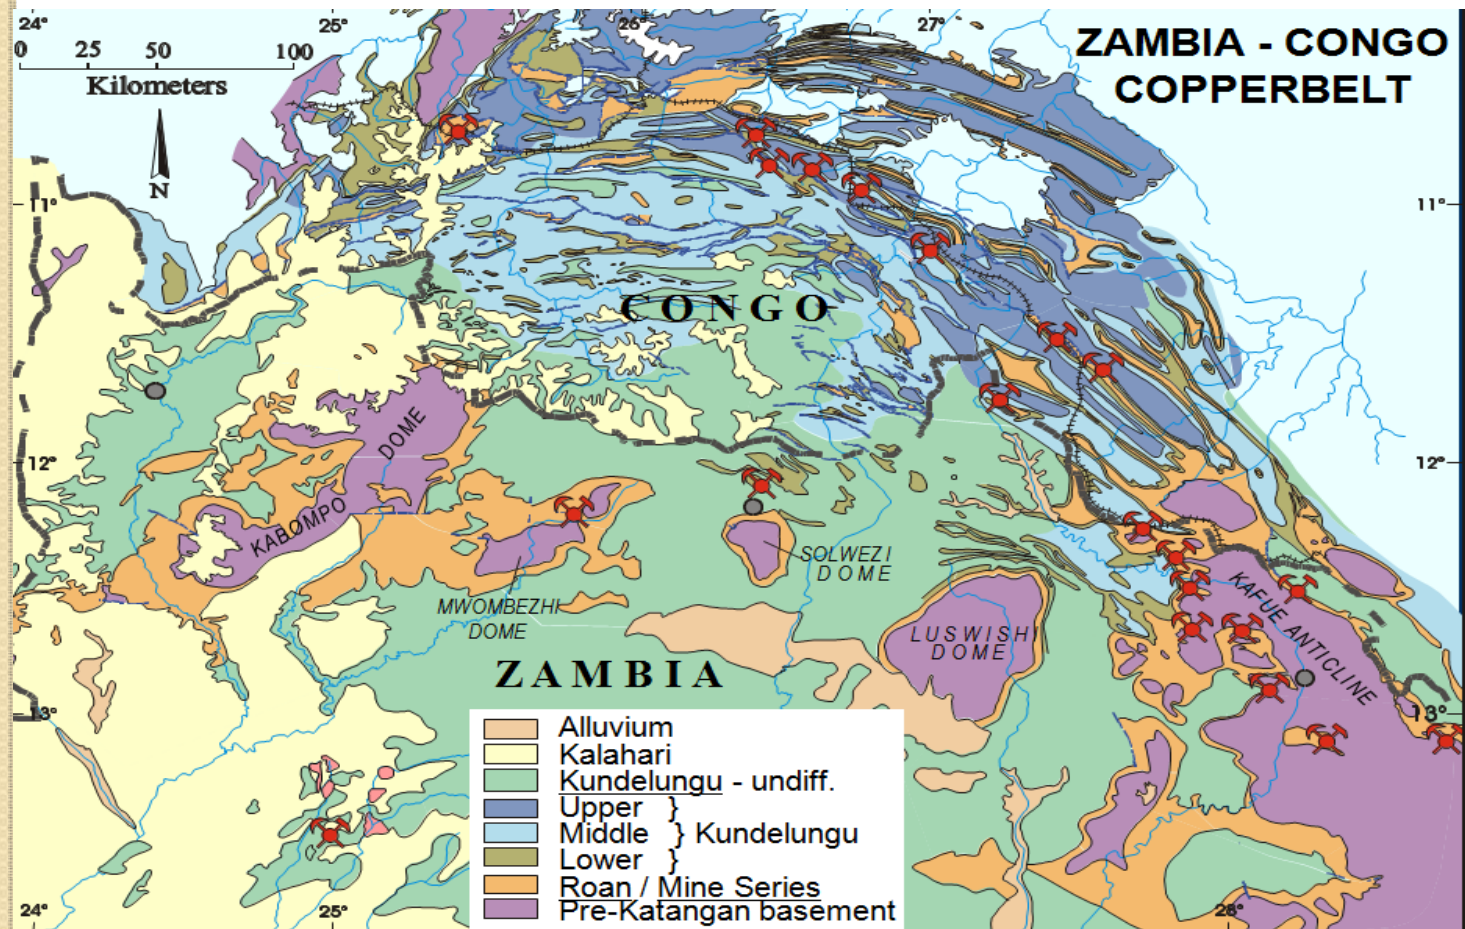 24° 25° 26° 27°
0 25 50 100
Kilometers
N
ZAMBIA - CONGO
COPPERBELT
11° 11°
CONGO
12° 12°
KABOMPO DOME
MWOMBEZHI
DOME
SOLWEZI
DOME
LUSWISHI
DOME
KAFUE ANTICLINE
ZAMBIA
13° 13°
Alluvium
Kalahari
Kundelungu - undiff.
Upper }
Middle } Kundelungu
Lower }
Roan / Mine Series
Pre-Katangan basement
24° 25° 28°